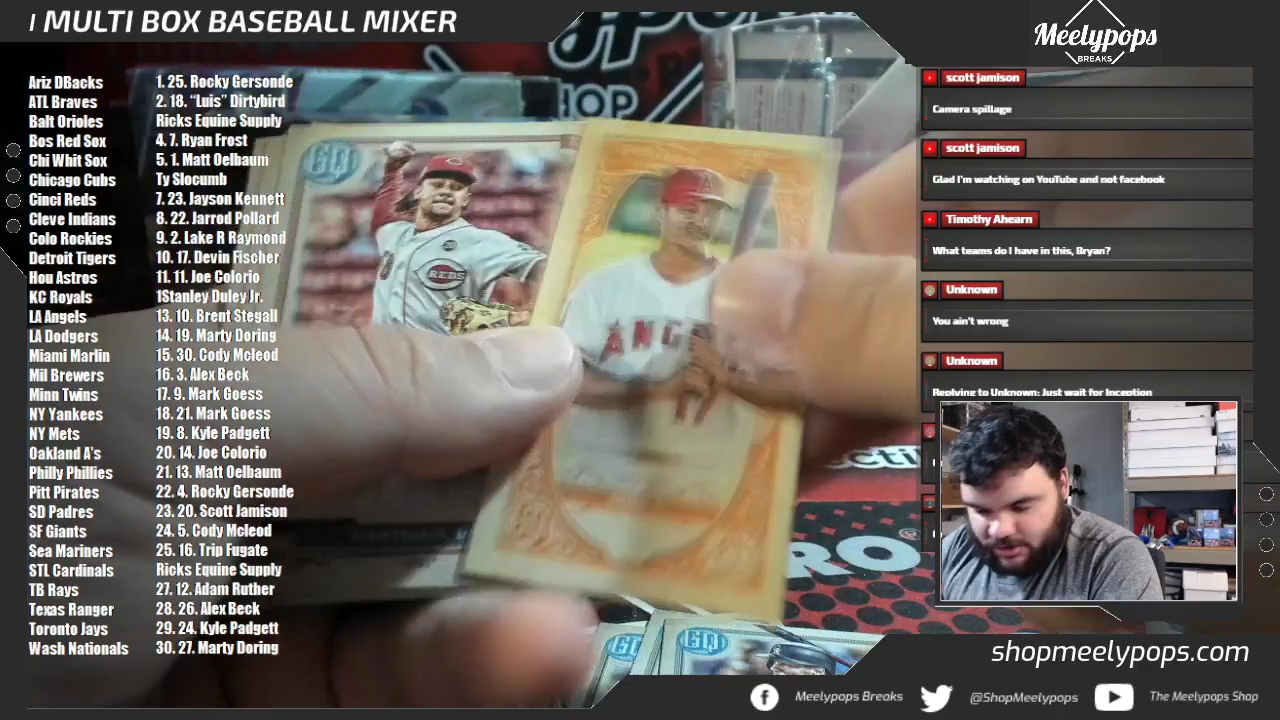 MULTI BOX BASEBALL MIXER
Meelypops
BREAKS
Ariz DBacks 1. 25. Rocky Gersonde
ATL Braves 2. 18. “Luis” Dirtybird
Balt Orioles Ricks Equine Supply
Bos Red Sox 4. 7. Ryan Frost
Chi Whit Sox 5. 1. Matt Oelbaum
Chicago Cubs Ty Slocumb
Cinci Reds 7. 23. Jayson Kennett
Cleve Indians 8. 22. Jarrod Pollard
Colo Rockies 9. 2. Lake R Raymond
Detroit Tigers 10. 17. Devin Fischer
Hou Astros 11. 11. Joe Colorio
KC Royals 1Stanley Duley Jr.
LA Angels 13. 10. Brent Stegall
LA Dodgers 14. 19. Marty Doring
Miami Marlin 15. 30. Cody Mcleod
Mil Brewers 16. 3. Alex Beck
Minn Twins 17. 9. Mark Goess
NY Yankees 18. 21. Mark Goess
NY Mets 19. 8. Kyle Padgett
Oakland A's 20. 14. Joe Colorio
Philly Phillies 21. 13. Matt Oelbaum
Pitt Pirates 22. 4. Rocky Gersonde
SD Padres 23. 20. Scott Jamison
SF Giants 24. 5. Cody Mcleod
Sea Mariners 25. 16. Trip Fugate
STL Cardinals Ricks Equine Supply
TB Rays 27. 12. Adam Ruther
Texas Ranger 28. 26. Alex Beck
Toronto Jays 29. 24. Kyle Padgett
Wash Nationals 30. 27. Marty Doring
HOP
GQ
REDS
ANG
17
RO
GQ
GQ
scott jamison
Camera spillage
scott jamison
Glad I'm watching on YouTube and not facebook
Timothy Ahearn
What teams do I have in this, Bryan?
Unknown
You ain't wrong
Unknown
Replying to Unknown: Just wait for Inception
shopmeelypops.com
Meelypops Breaks @ShopMeelypops The Meelypops Shop